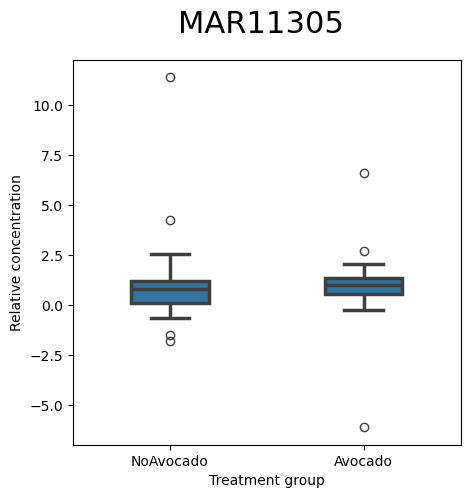 MAR11305
Relative concentration
10.0
7.5
5.0
2.5
0.0
−2.5
−5.0
NoAvocado
Avocado
Treatment group